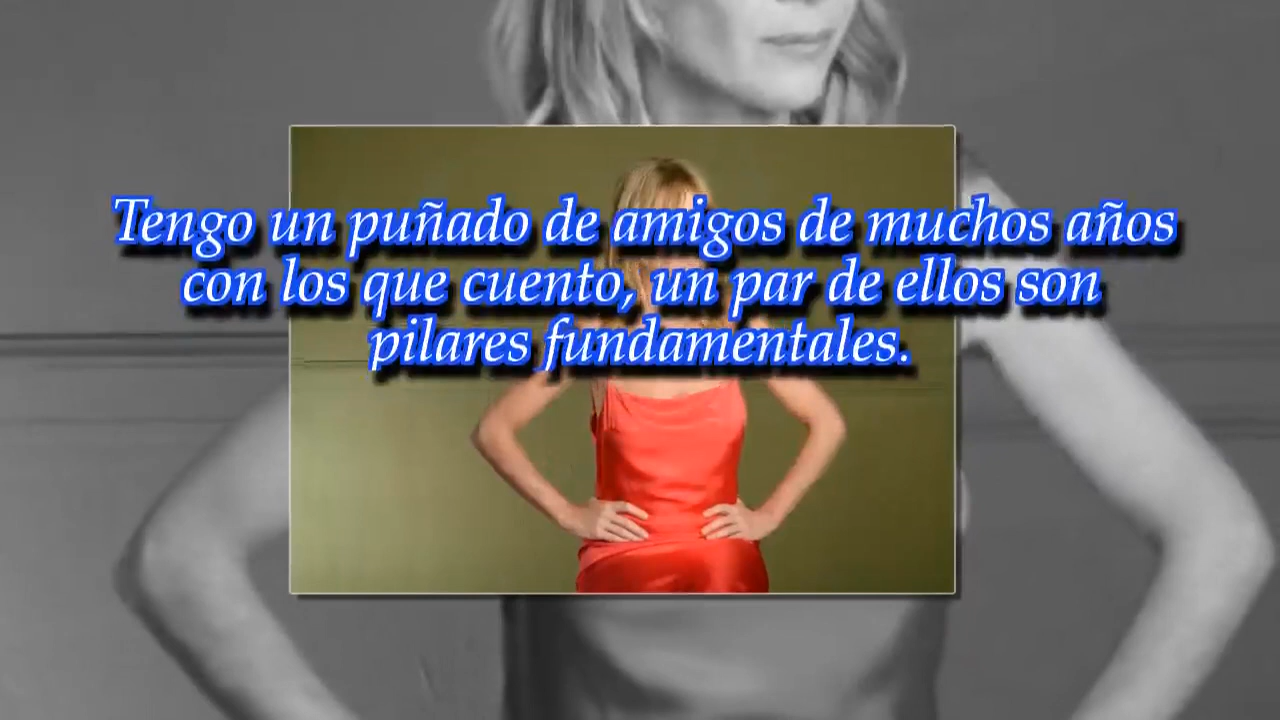 Tengo un puñado de amigos de muchos años
con los que cuento, un par de ellos son
pilares fundamentales.